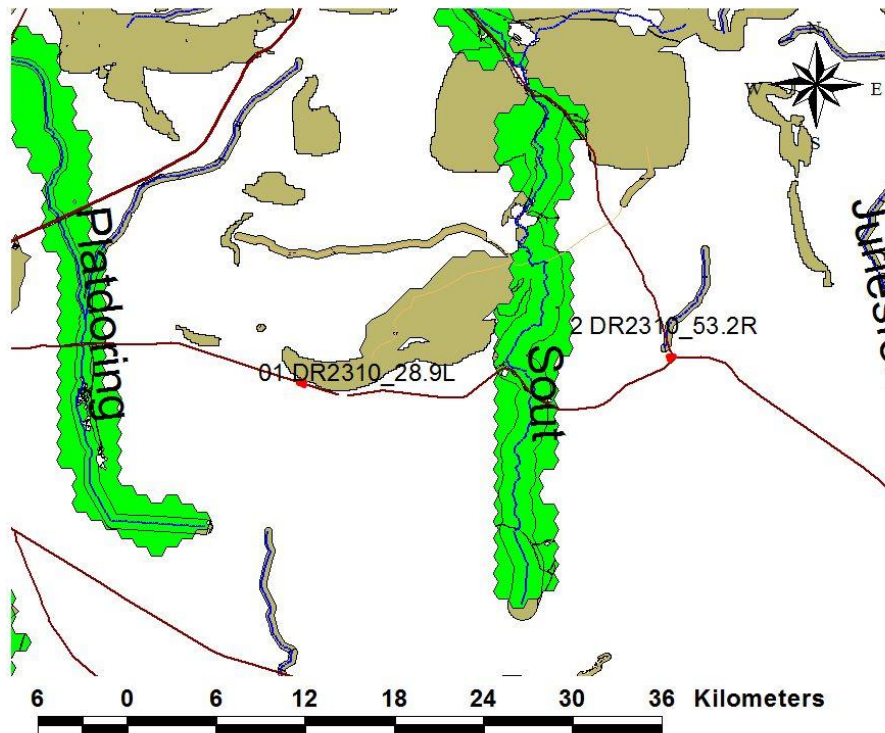 N
W E
S
Platdoring
2 DR2310_53.2R
01 DR2310_28.9L
Sout
6 0 6 12 18 24 30 36 Kilometers